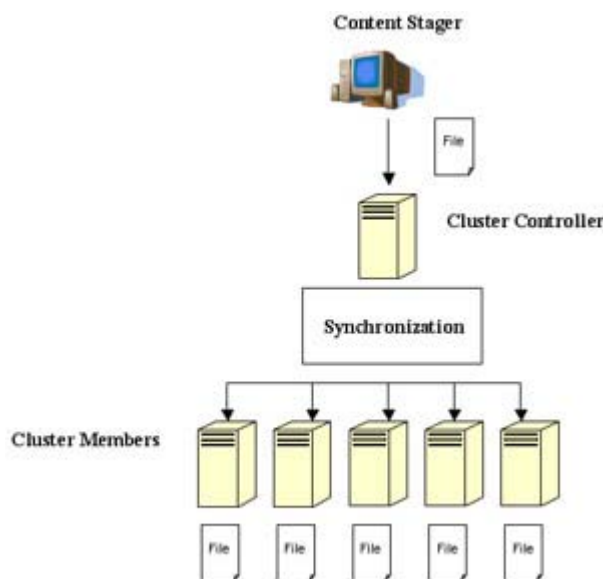 Content Stager
File
Cluster Controller
Synchronization
Cluster Members
File
File
File
File
File